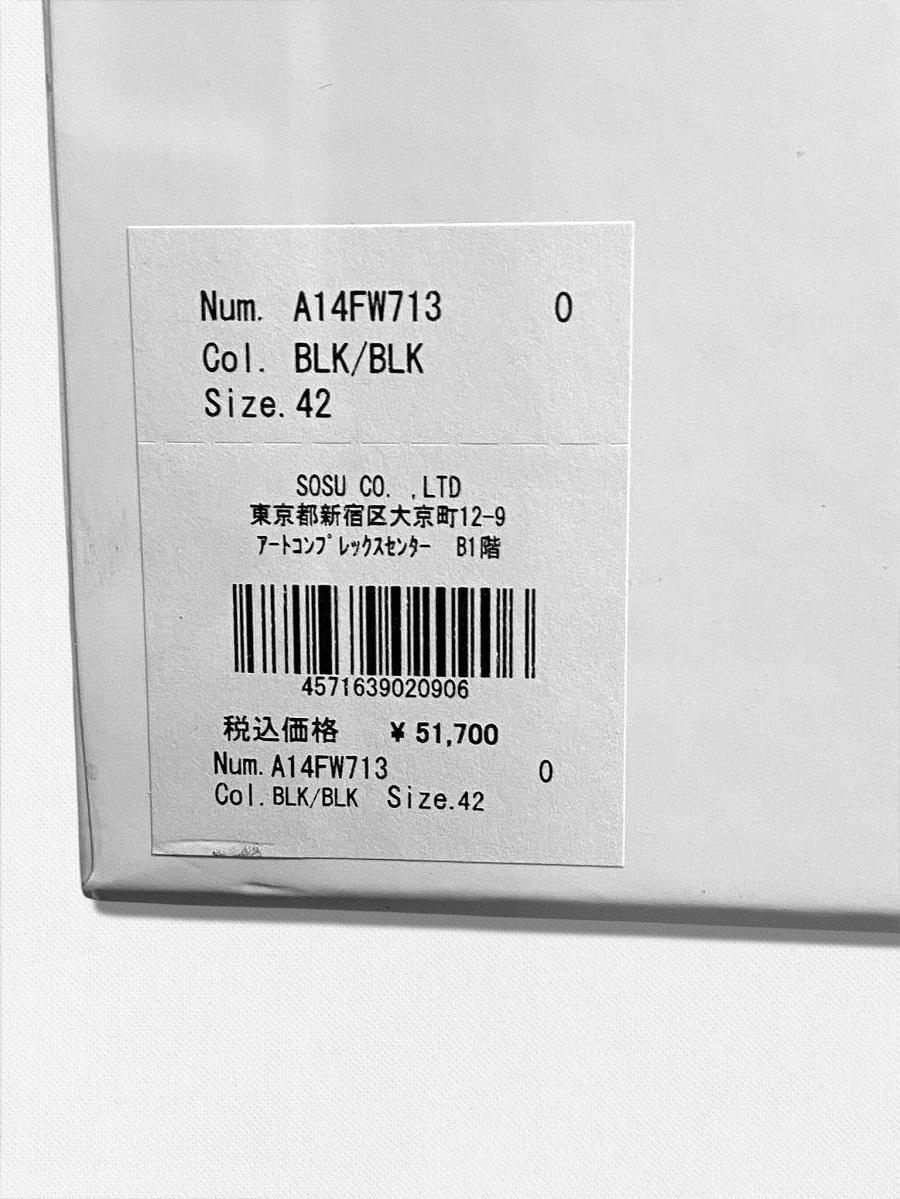 Num. A14FW713 0
Col. BLK/BLK
Size.42
SOSU CO. ,LTD
東京都新宿区大京町12-9
ｱｰﾄｺﾝﾌﾟﾚｯｸｽｾﾝﾀｰ B1階
4571639020906
税込価格 ¥ 51,700
Num.A14FW713 0
Col.BLK/BLK Size.42